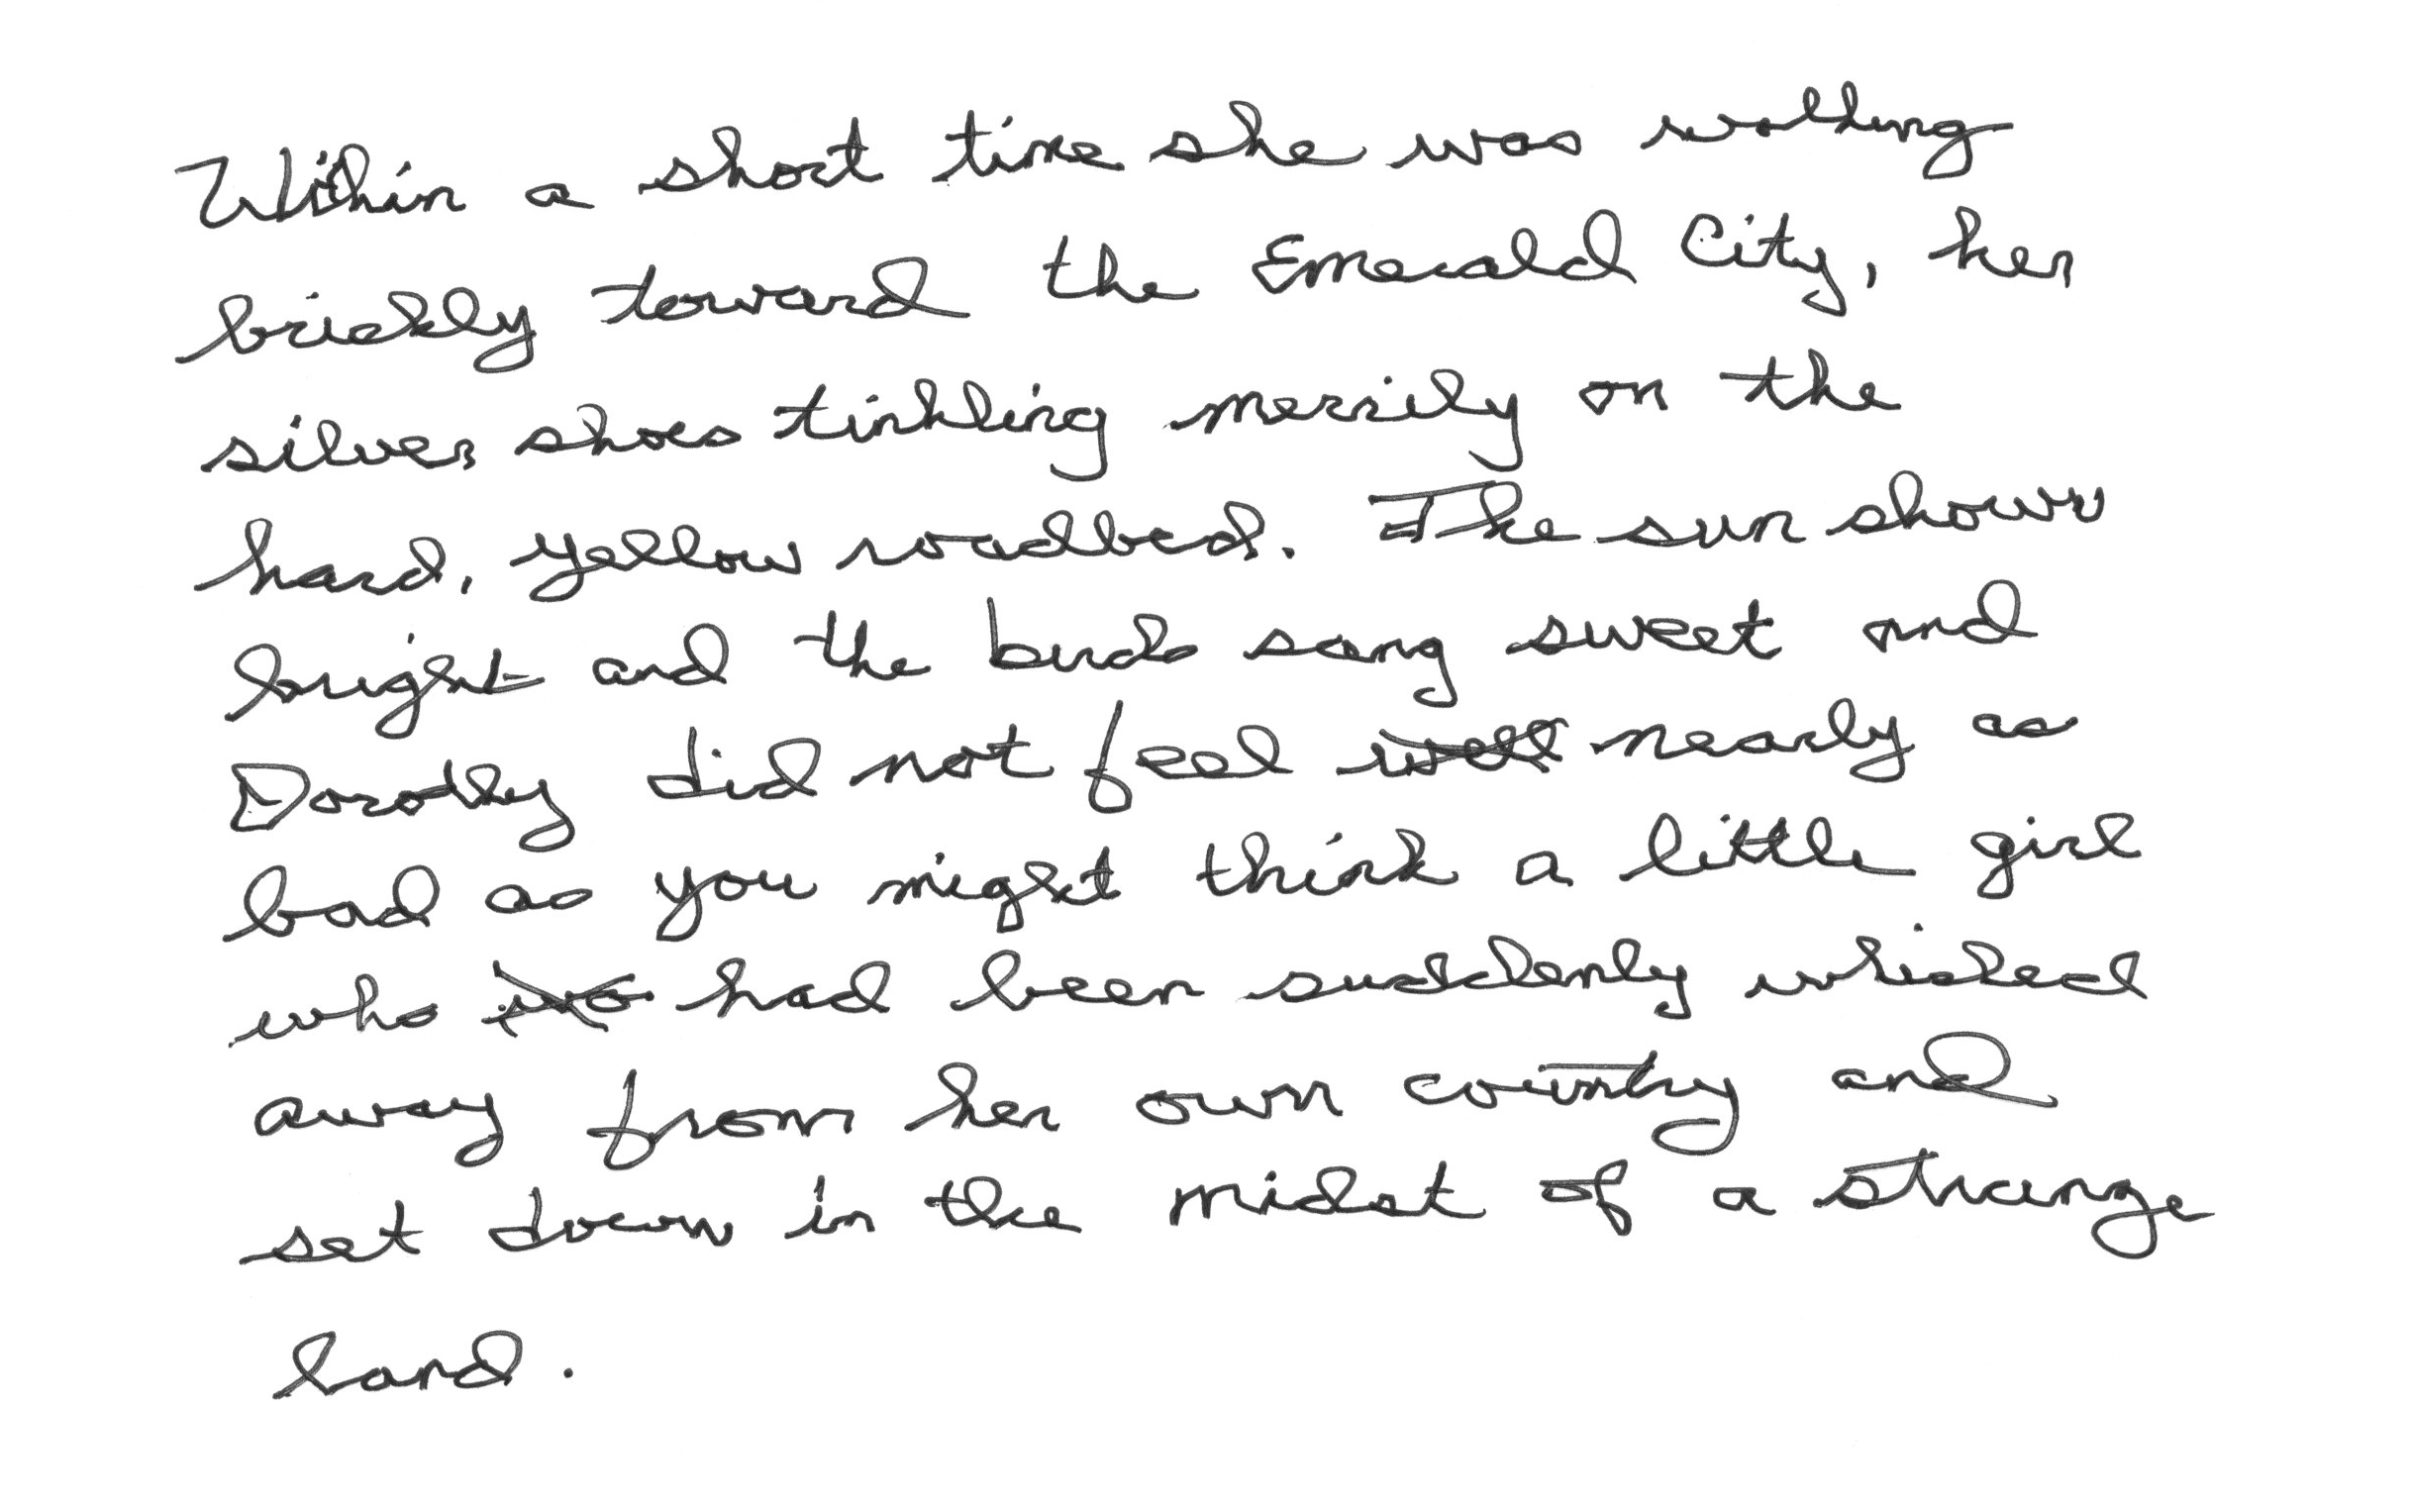 Within a short time she was walking
brickly toward the Emerald City, her
silver shoes tinkling merrily on the
hard, yellow roadbed. The sun shown
bright and the birds sang sweet and
Dorothy did not feel well nearly as
bad as you might think a little girl
who had been suddenly whisked
away from her own country and
set down in the midst of a strange
land.